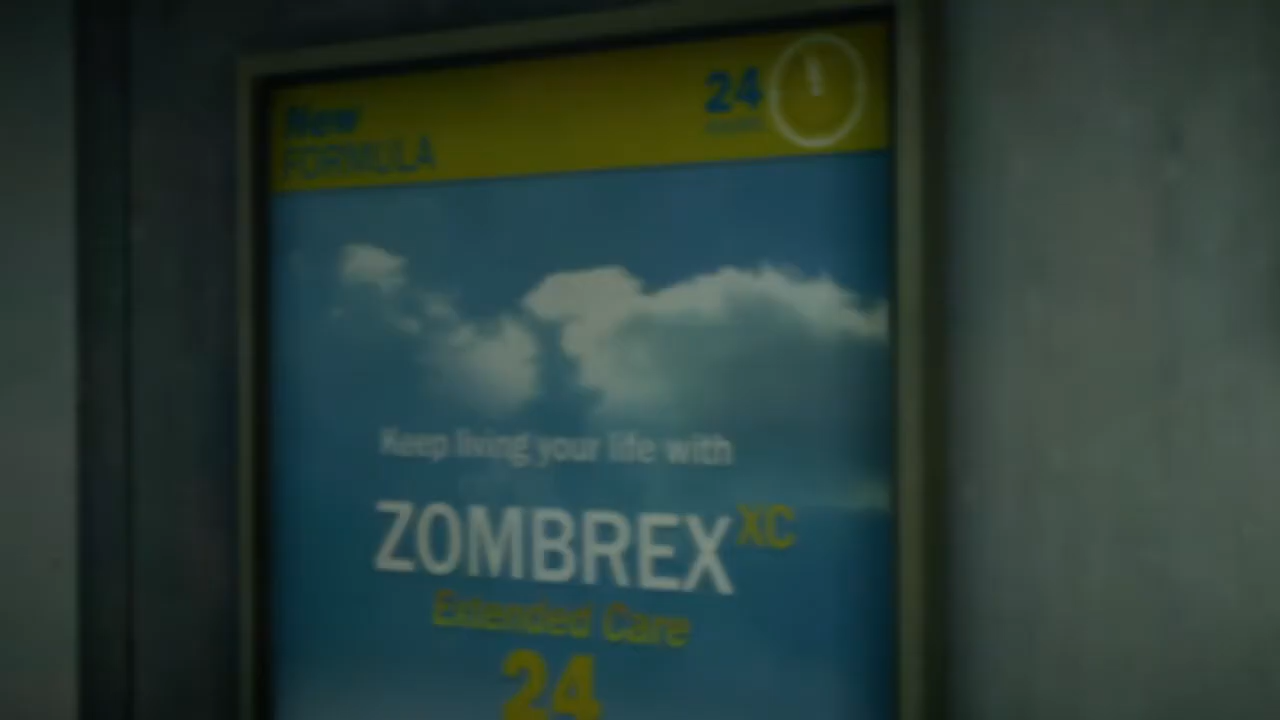 New
FORMULA
24
Keep living your life with
ZOMBREX XC
Extended Care
24